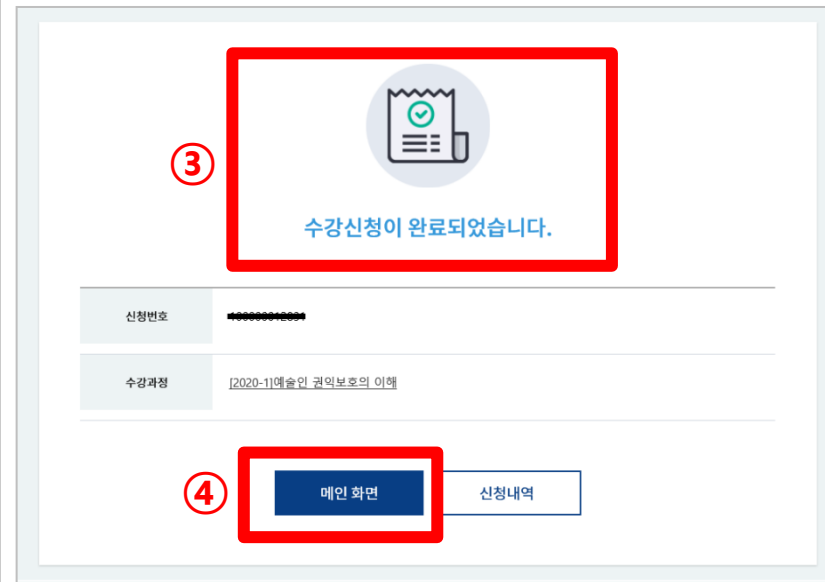 ③
수강신청이 완료되었습니다.
신청번호
수강과정 [2020-1]예술인 권익보호의 이해
④ 메인 화면 신청내역